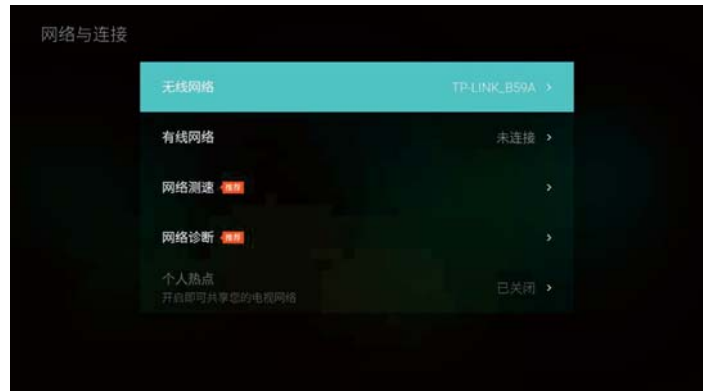 网络与连接
无线网络 TP-LINK_B59A
有线网络 未连接
网络测速 推荐
网络诊断 推荐
个人热点 已关闭
开启即可共享您的电视网络